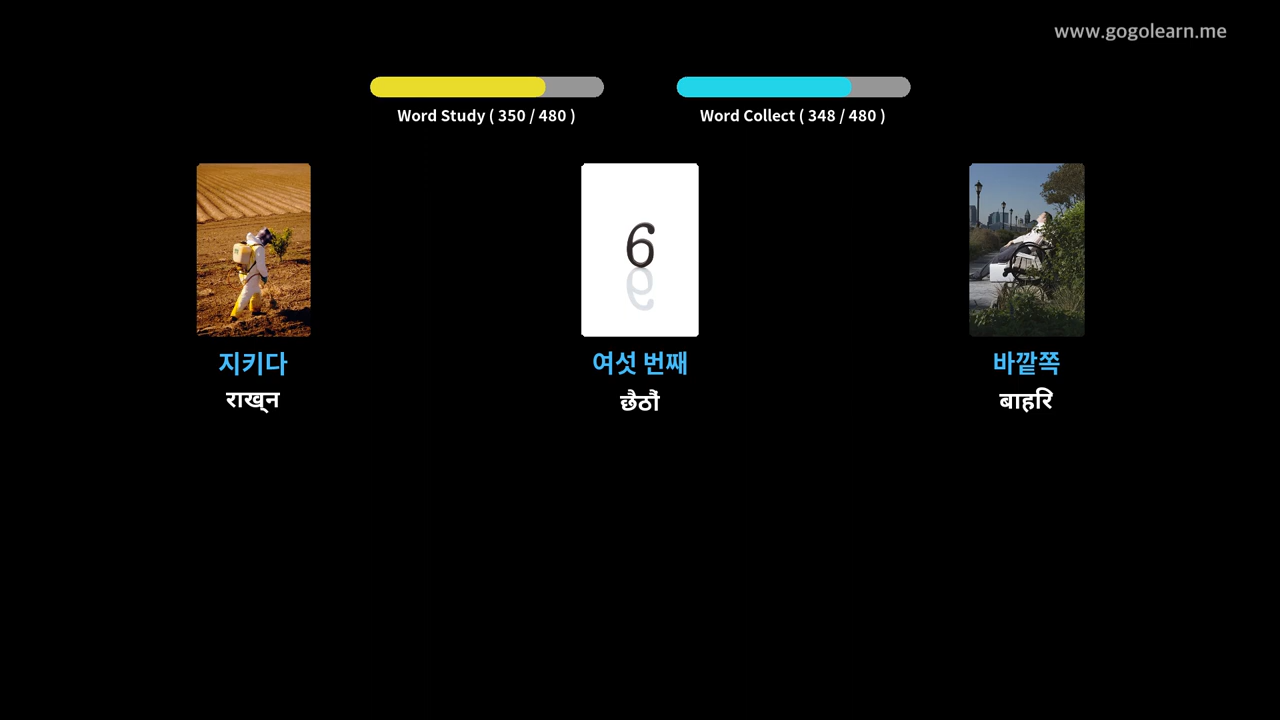 www.gogolearn.me
Word Study ( 350 / 480 )
Word Collect ( 348 / 480 )
6
지키다
여섯 번째
바깥쪽
राख्न
छैठौं
बाहरि